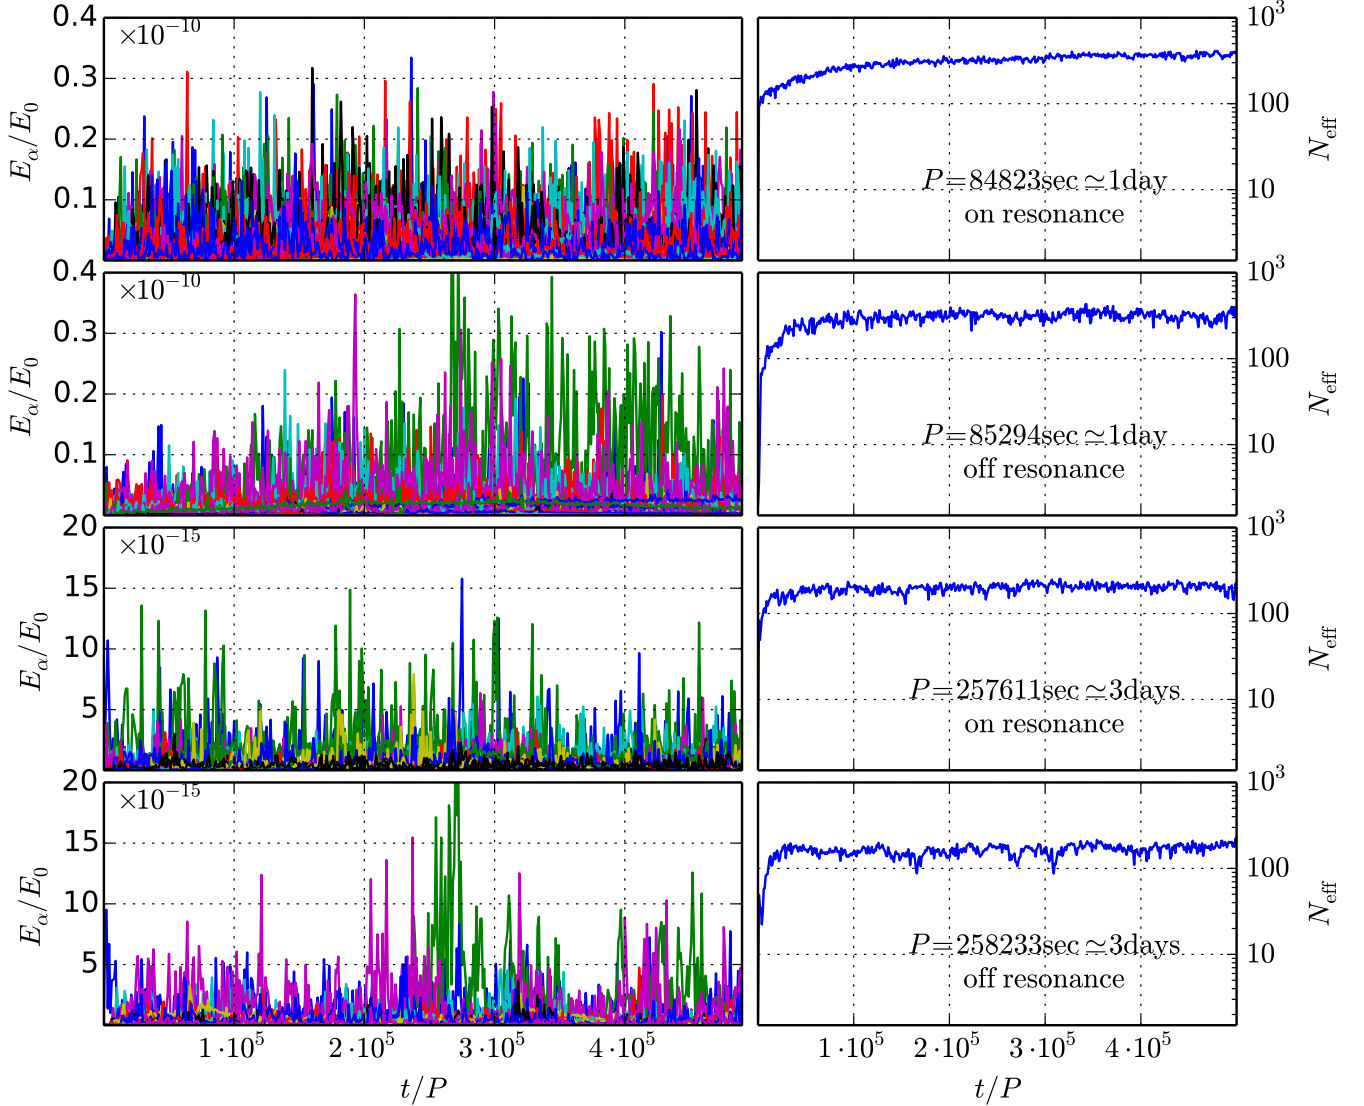 0.4
×10⁻¹⁰
0.3
0.2
0.1
E_α/E_0
10³
100
10
N_eff
P=84823sec≃1day
on resonance
0.4
×10⁻¹⁰
0.3
0.2
0.1
E_α/E_0
10³
100
10
N_eff
P=85294sec≃1day
off resonance
20
×10⁻¹⁵
15
10
5
E_α/E_0
10³
100
10
N_eff
P=257611sec≃3days
on resonance
20
×10⁻¹⁵
15
10
5
E_α/E_0
10³
100
10
N_eff
P=258233sec≃3days
off resonance
1·10⁵ 2·10⁵ 3·10⁵ 4·10⁵
t/P
1·10⁵ 2·10⁵ 3·10⁵ 4·10⁵
t/P